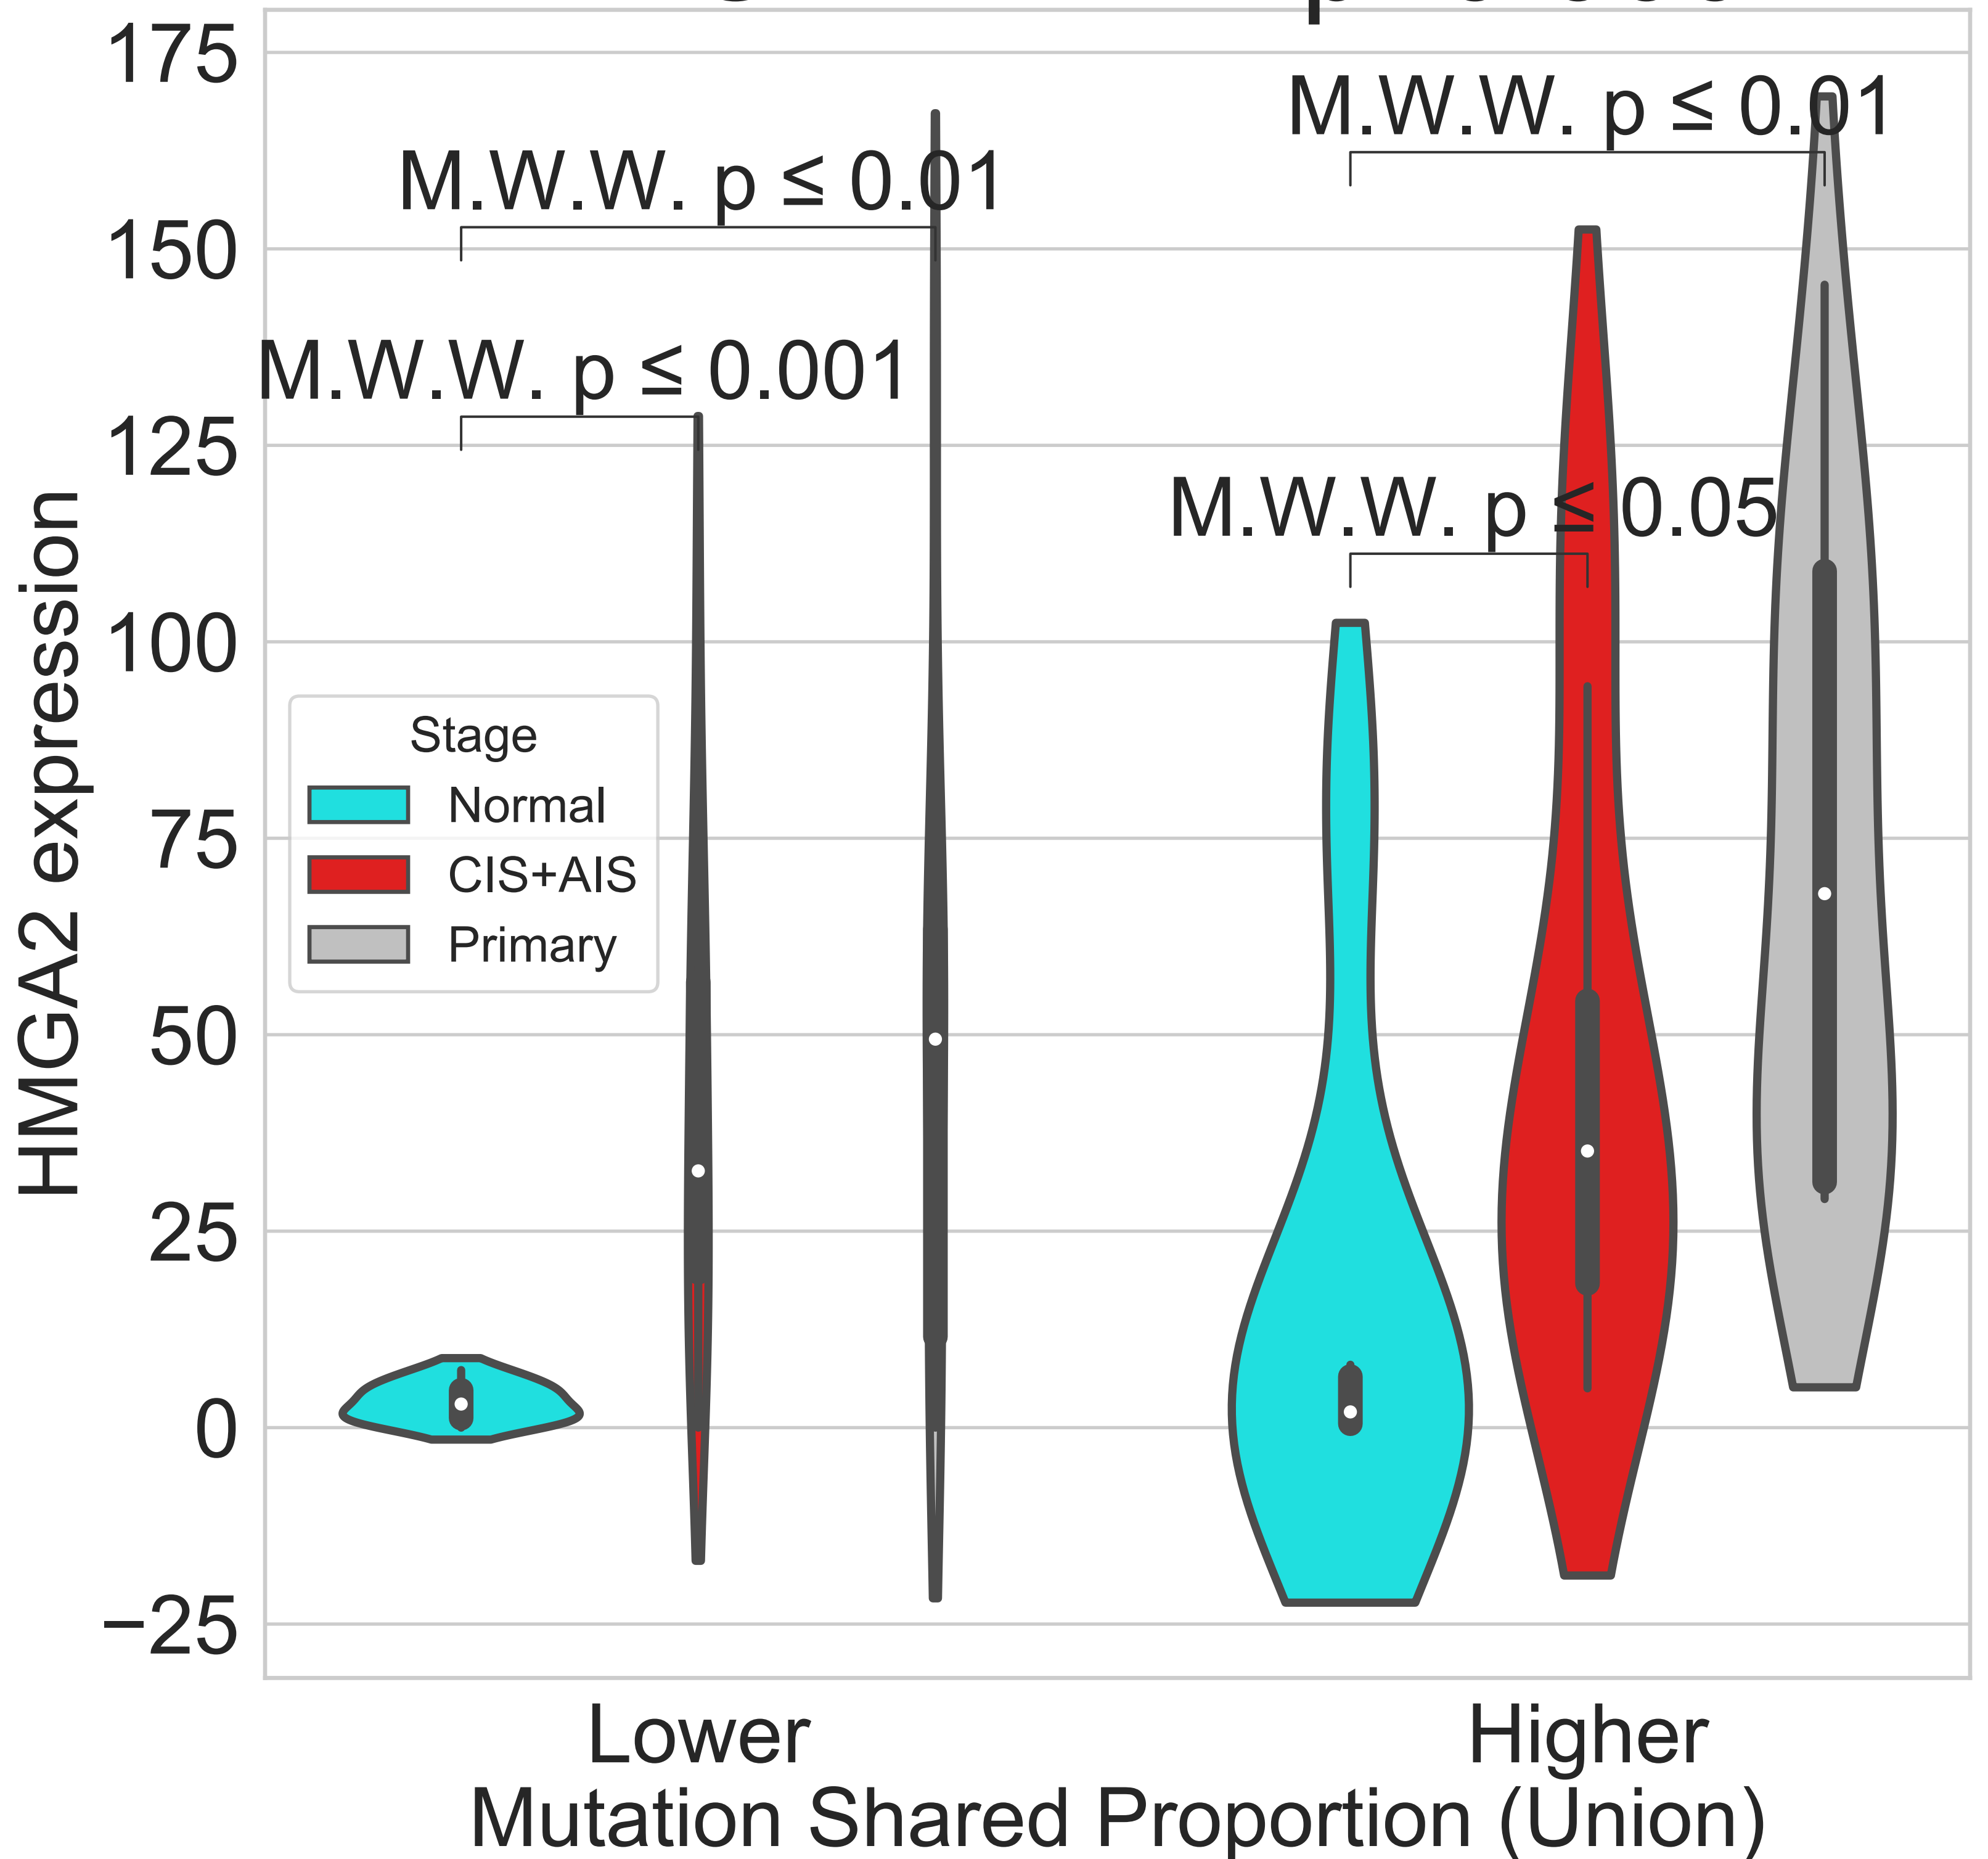 175
150
125
100
75
50
25
0
−25
HMGA2 expression
M.W.W. p ≤ 0.01
M.W.W. p ≤ 0.01
M.W.W. p ≤ 0.001
M.W.W. p ≤ 0.05
Stage
Normal
CIS+AIS
Primary
Lower
Higher
Mutation Shared Proportion (Union)